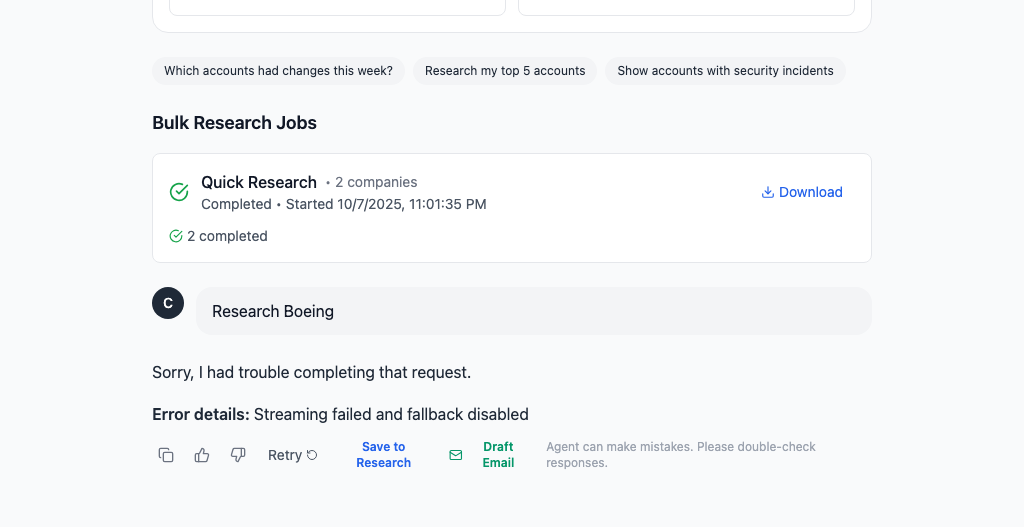 Which accounts had changes this week? Research my top 5 accounts Show accounts with security incidents
Bulk Research Jobs
Quick Research • 2 companies
Completed • Started 10/7/2025, 11:01:35 PM
Download
2 completed
C
Research Boeing
Sorry, I had trouble completing that request.
Error details: Streaming failed and fallback disabled
Retry
Save to
Research
Draft
Email
Agent can make mistakes. Please double-check
responses.